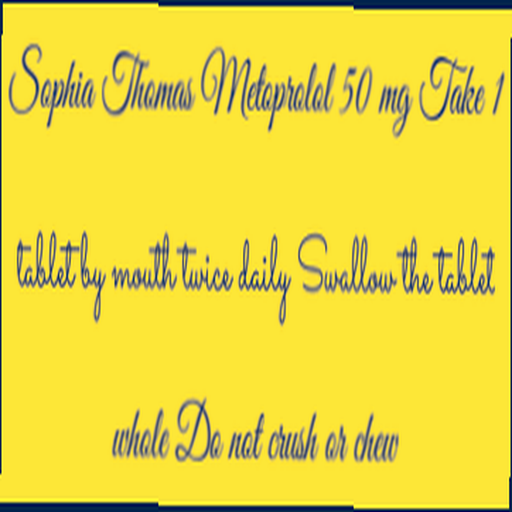 Sophia Thomas Metoprolol 50 mg Take 1
tablet by mouth twice daily Swallow the tablet
whole Do not crush or chew